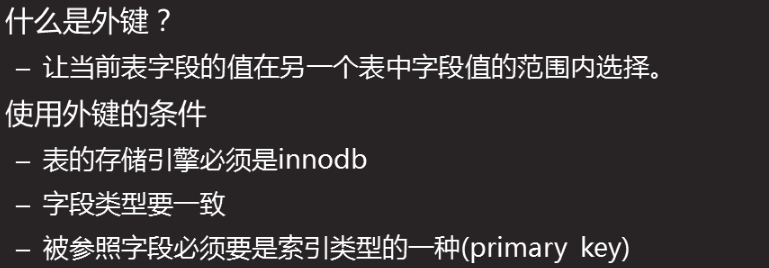 什么是外键？
– 让当前表字段的值在另一个表中字段值的范围内选择。
使用外键的条件
– 表的存储引擎必须是innodb
– 字段类型要一致
– 被参照字段必须要是索引类型的一种(primary key)